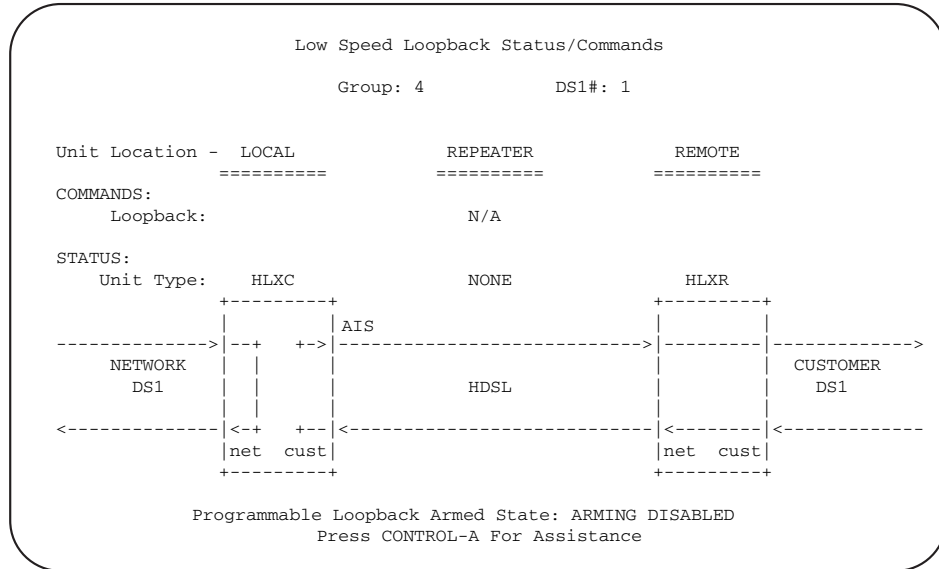 Low Speed Loopback Status/Commands
Group: 4 DS1#: 1
Unit Location - LOCAL REPEATER REMOTE
========== ========== ==========
COMMANDS:
Loopback: N/A
STATUS:
Unit Type: HLXC NONE HLXR
+---------+ +---------+
| |AIS | |
-------------->|--+ +->|---------------------------->|---------|------------->
NETWORK | | | | | CUSTOMER
DS1 | | | HDSL | | DS1
| | | | |
<--------------|<-+ +--|<----------------------------|<--------|<-------------
|net cust| |net cust|
+---------+ +---------+
Programmable Loopback Armed State: ARMING DISABLED
Press CONTROL-A For Assistance